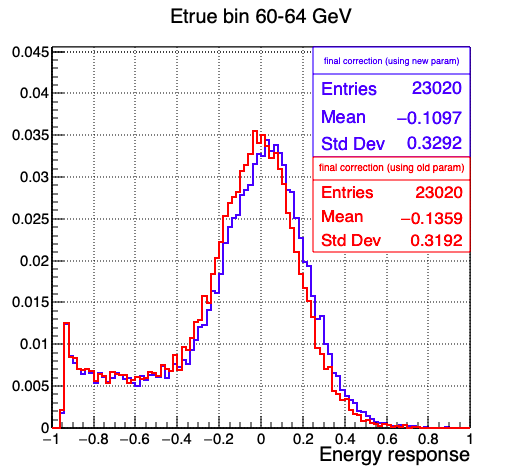 Etrue bin 60-64 GeV
0.045
0.04
0.035
0.03
0.025
0.02
0.015
0.01
0.005
0
final correction (using new param)
Entries 23020
Mean −0.1097
Std Dev 0.3292
final correction (using old param)
Entries 23020
Mean −0.1359
Std Dev 0.3192
−1 −0.8 −0.6 −0.4 −0.2 0 0.2 0.4 0.6 0.8 1
Energy response